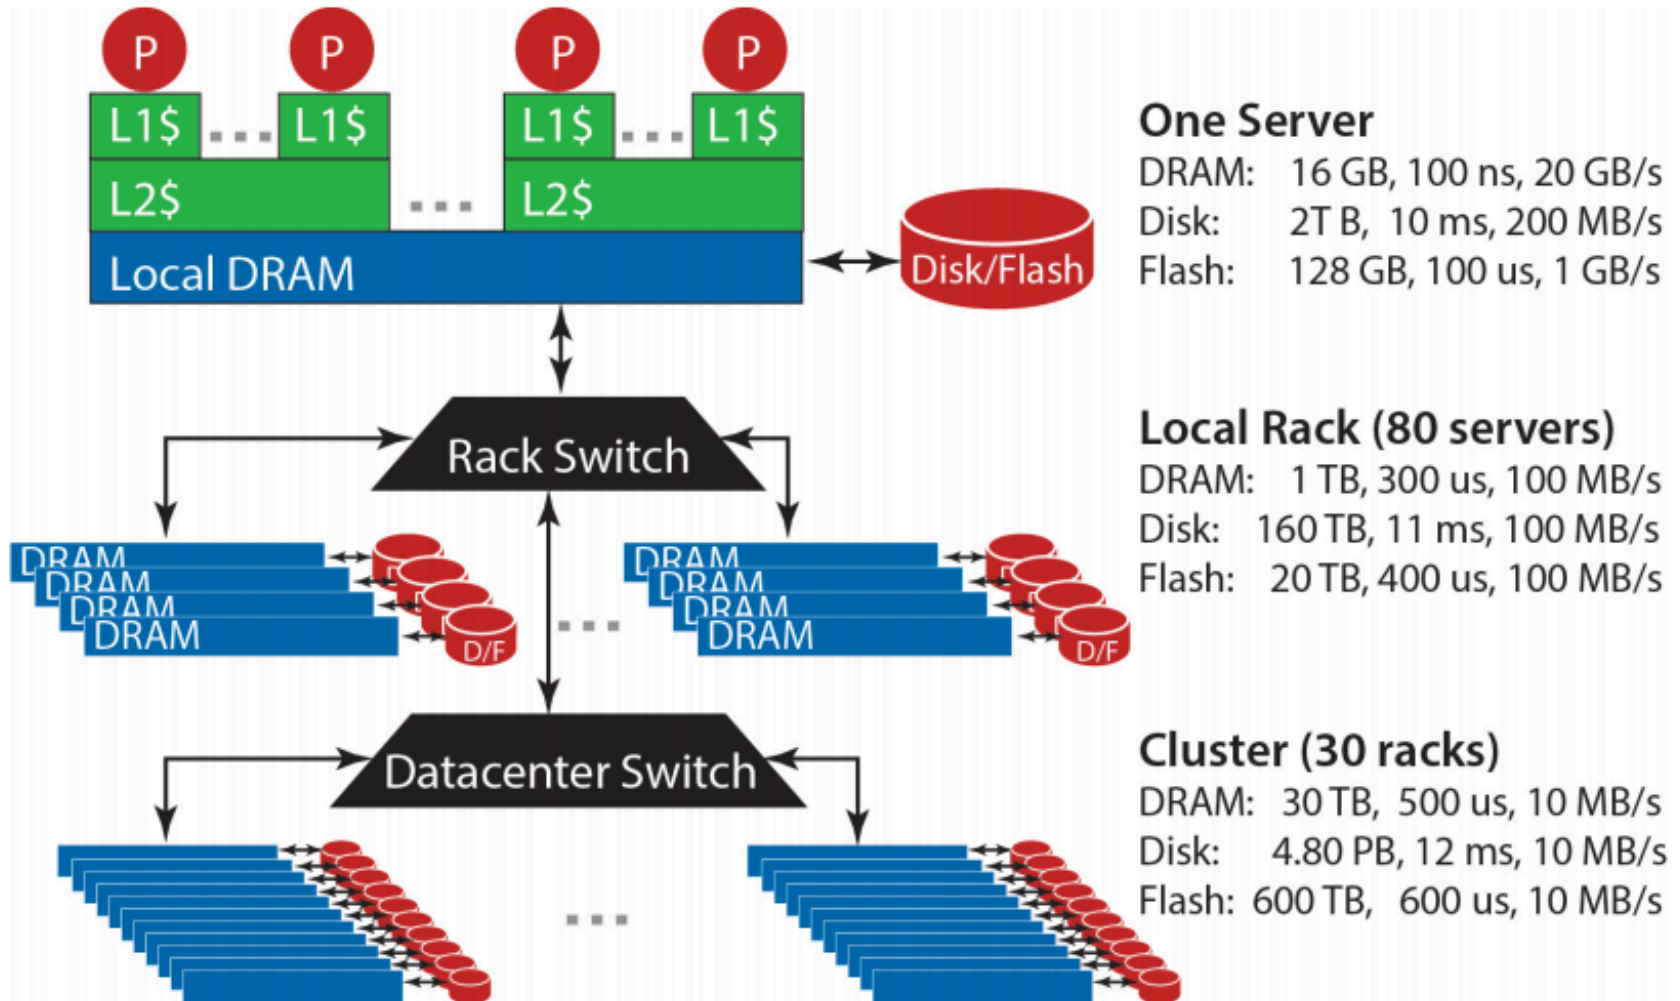 P P P P
L1$ L1$ L1$ L1$
L2$ L2$
Local DRAM
Disk/Flash
One Server
DRAM: 16 GB, 100 ns, 20 GB/s
Disk: 2T B, 10 ms, 200 MB/s
Flash: 128 GB, 100 us, 1 GB/s
Rack Switch
Local Rack (80 servers)
DRAM: 1 TB, 300 us, 100 MB/s
Disk: 160 TB, 11 ms, 100 MB/s
Flash: 20 TB, 400 us, 100 MB/s
DRAM DRAM
DRAM DRAM
DRAM DRAM
DRAM DRAM
D/F D/F
Datacenter Switch
Cluster (30 racks)
DRAM: 30 TB, 500 us, 10 MB/s
Disk: 4.80 PB, 12 ms, 10 MB/s
Flash: 600 TB, 600 us, 10 MB/s